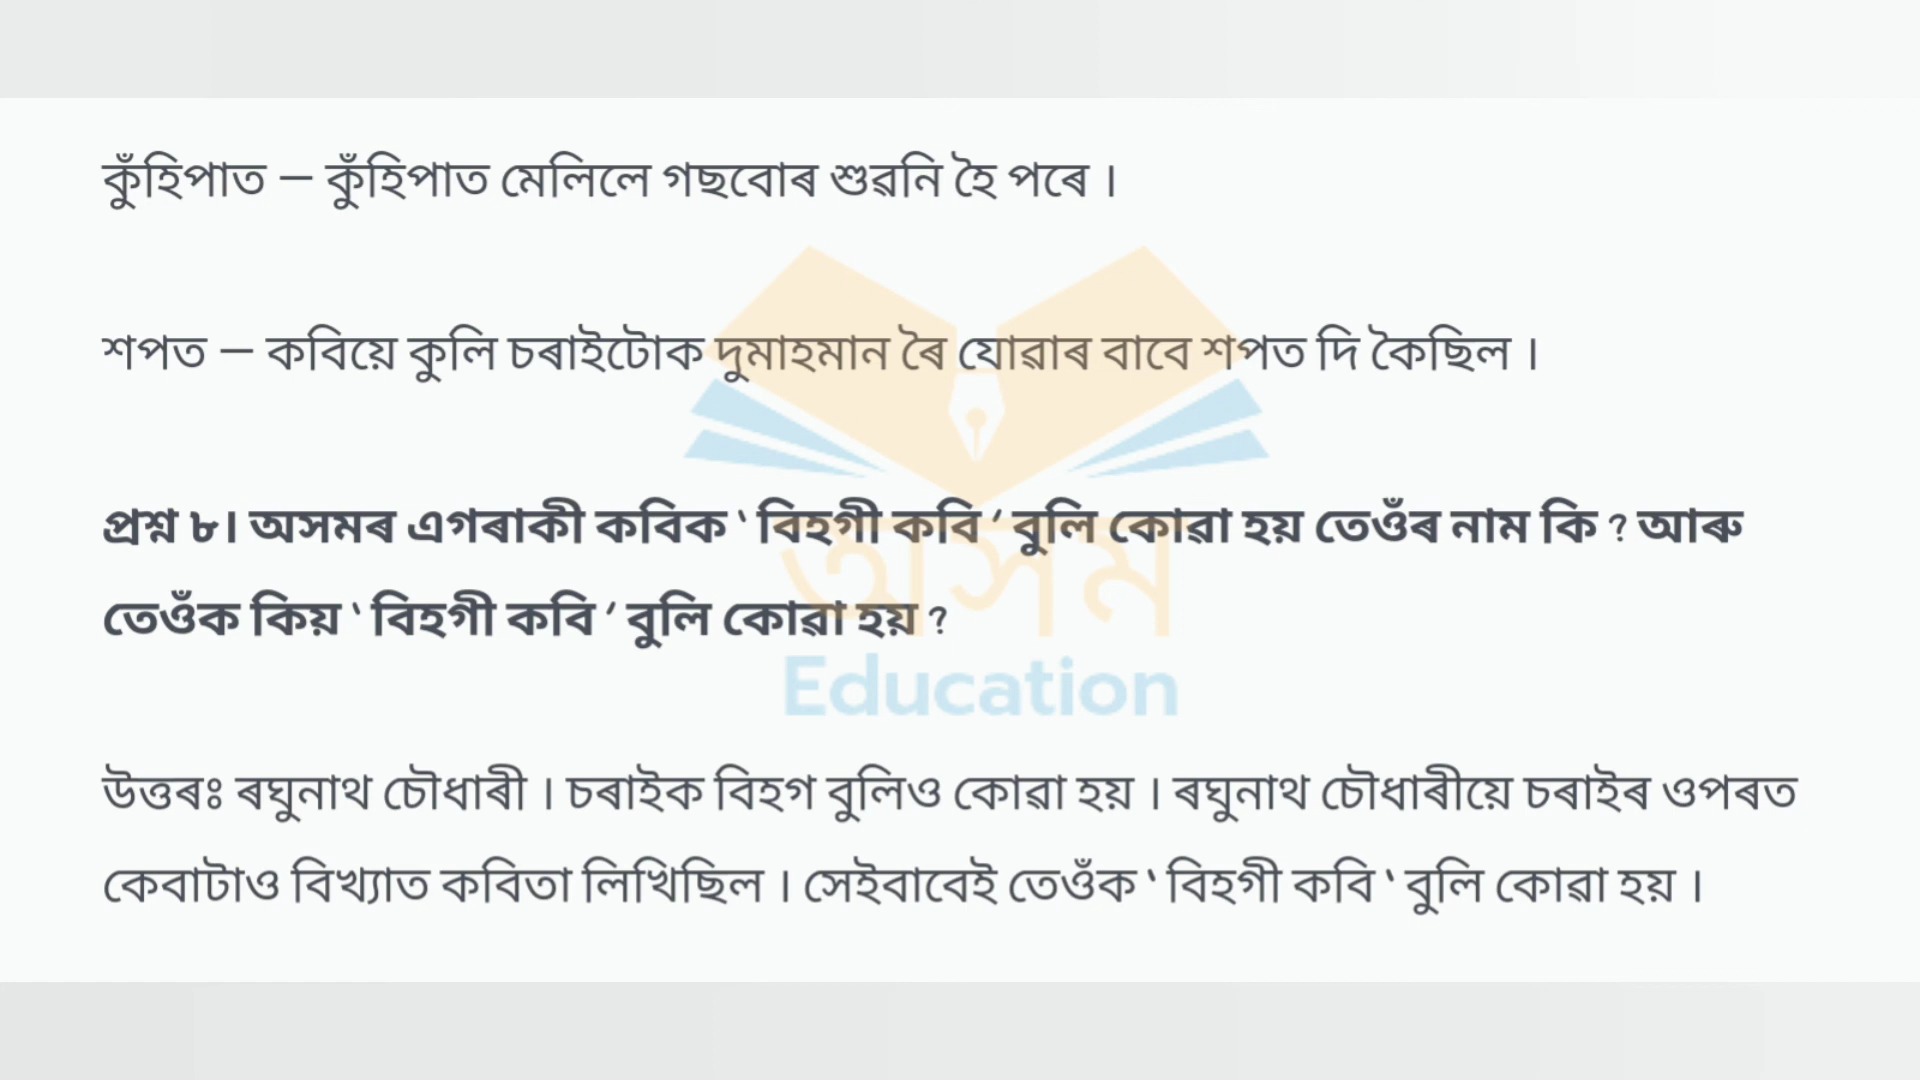 কুঁহিপাত – কুঁহিপাত মেলিলে গছবোৰ শুৱনি হৈ পৰে ।
শপত – কবিয়ে কুলি চৰাইটোক দুমাহমান ৰৈ যোৱাৰ বাবে শপত দি কৈছিল ।
প্ৰশ্ন ৮। অসমৰ এগৰাকী কবিক ‘ বিহগী কবি ’ বুলি কোৱা হয় তেওঁৰ নাম কি ? আৰু
তেওঁক কিয় ‘ বিহগী কবি ’ বুলি কোৱা হয় ?
অসম
Education
উত্তৰঃ ৰঘুনাথ চৌধাৰী । চৰাইক বিহগ বুলিও কোৱা হয় । ৰঘুনাথ চৌধাৰীয়ে চৰাইৰ ওপৰত
কেবাটাও বিখ্যাত কবিতা লিখিছিল । সেইবাবেই তেওঁক ‘ বিহগী কবি ‘ বুলি কোৱা হয় ।